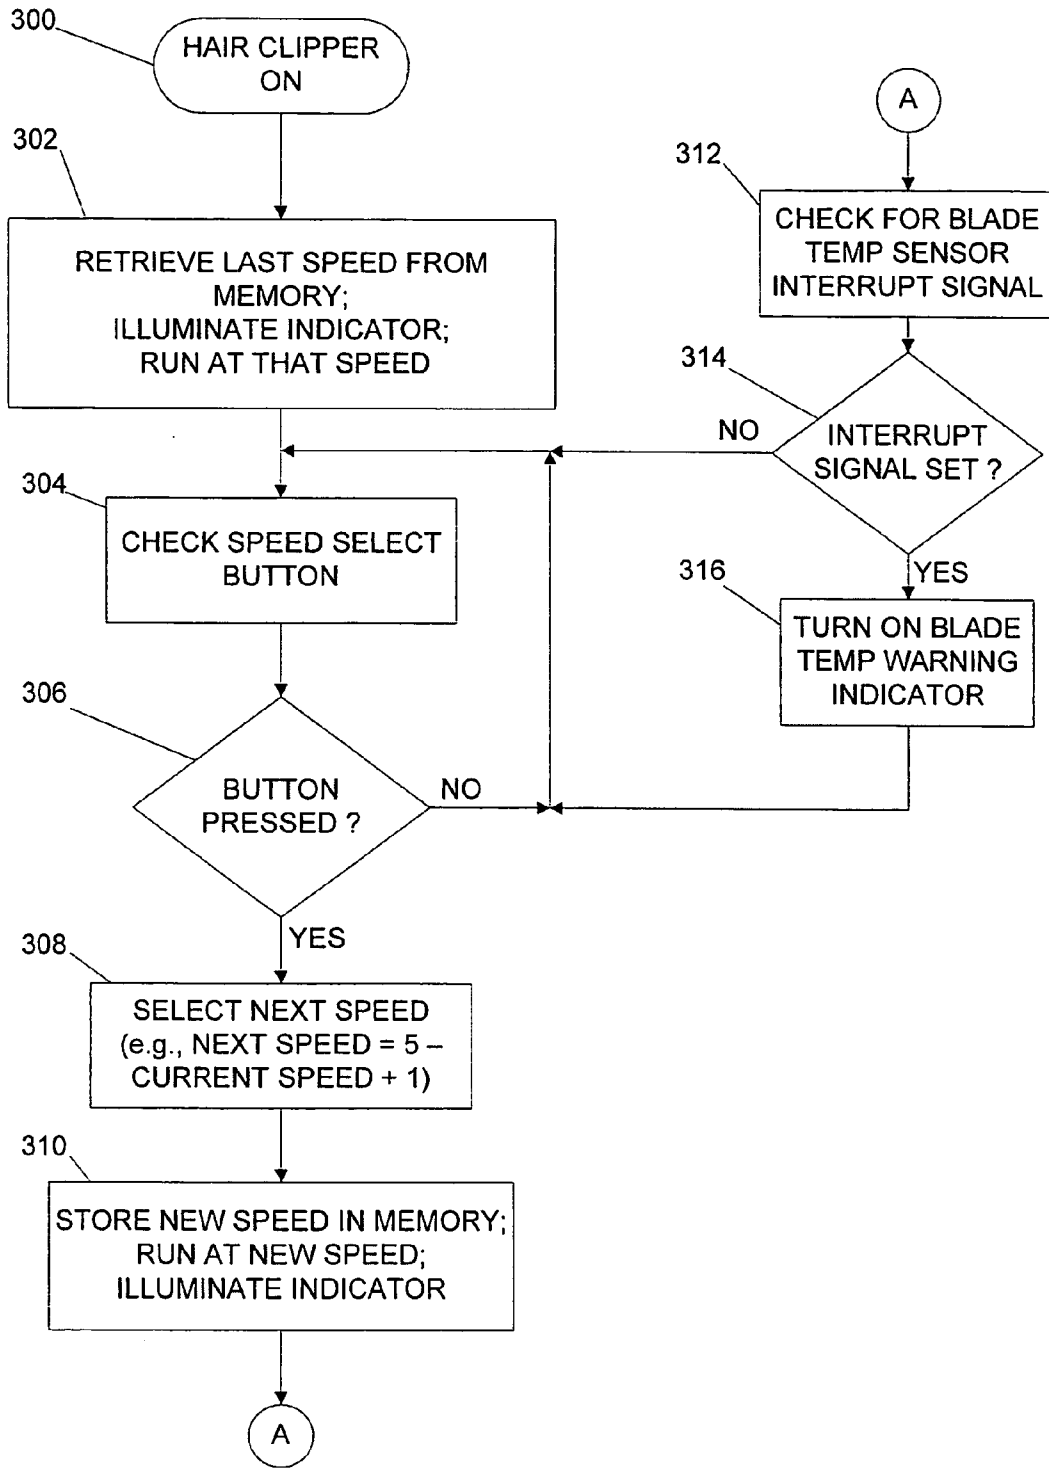 300
HAIR CLIPPER
ON
302
RETRIEVE LAST SPEED FROM
MEMORY;
ILLUMINATE INDICATOR;
RUN AT THAT SPEED
304
CHECK SPEED SELECT
BUTTON
306
BUTTON
PRESSED ?
NO
YES
308
SELECT NEXT SPEED
(e.g., NEXT SPEED = 5 –
CURRENT SPEED + 1)
310
STORE NEW SPEED IN MEMORY;
RUN AT NEW SPEED;
ILLUMINATE INDICATOR
A
A
312
CHECK FOR BLADE
TEMP SENSOR
INTERRUPT SIGNAL
314
INTERRUPT
SIGNAL SET ?
NO
YES
316
TURN ON BLADE
TEMP WARNING
INDICATOR